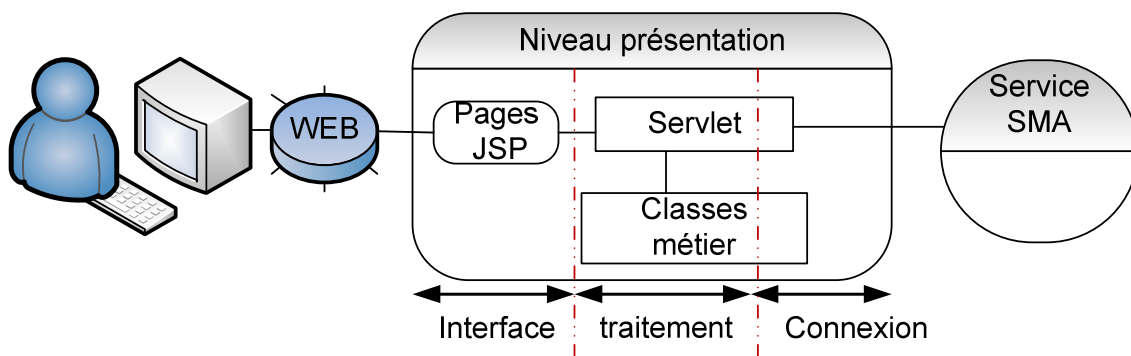 Niveau présentation
WEB
Pages
JSP
Servlet
Classes
métier
Service
SMA
Interface
traitement
Connexion